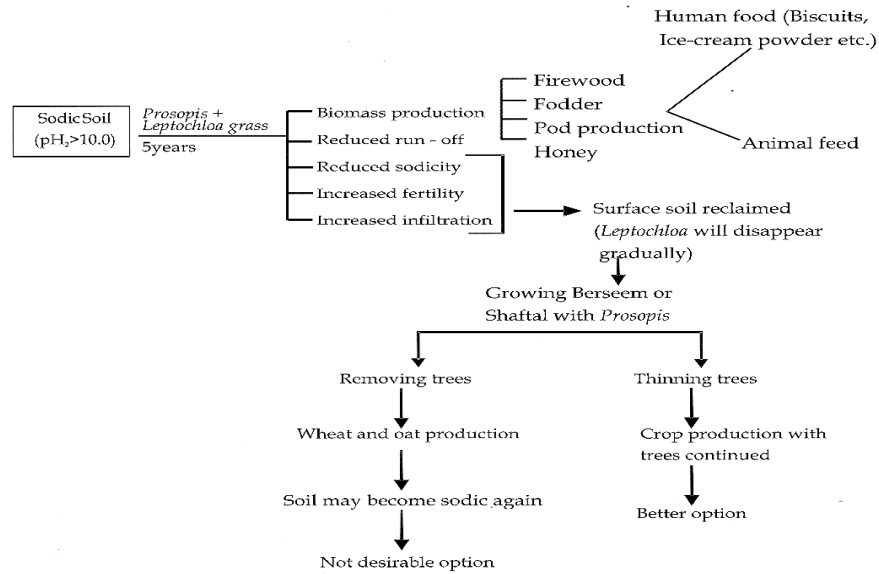 Human food (Biscuits,
Ice-cream powder etc.)
Firewood
Fodder
Pod production
Honey
Animal feed
Sodic Soil
(pH₂>10.0)
Prosopis +
Leptochloa grass
5years
Biomass production
Reduced run - off
Reduced sodicity
Increased fertility
Increased infiltration
Surface soil reclaimed
(Leptochloa will disappear
gradually)
Growing Berseem or
Shaftal with Prosopis
Removing trees
Thinning trees
Wheat and oat production
Crop production with
trees continued
Soil may become sodic again
Better option
Not desirable option